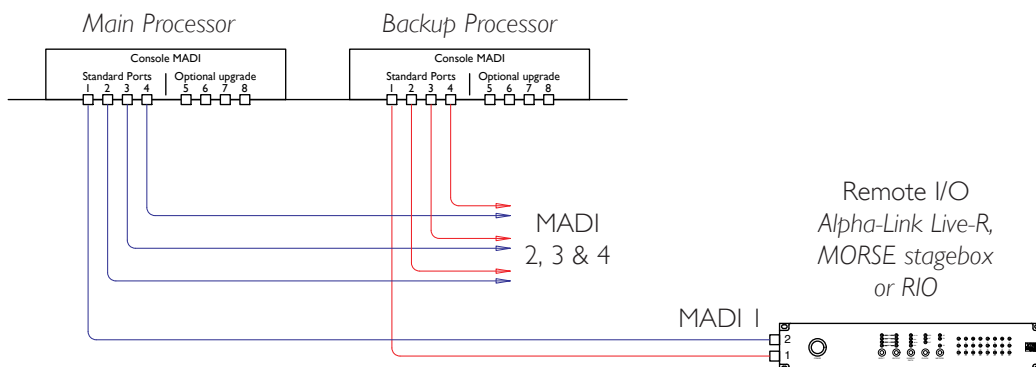 Main Processor
Backup Processor
Console MADI
Standard Ports | Optional upgrade
1 2 3 4 5 6 7 8
Console MADI
Standard Ports | Optional upgrade
1 2 3 4 5 6 7 8
MADI
2, 3 & 4
Remote I/O
Alpha-Link Live-R,
MORSE stagebox
or RIO
MADI 1
2
1